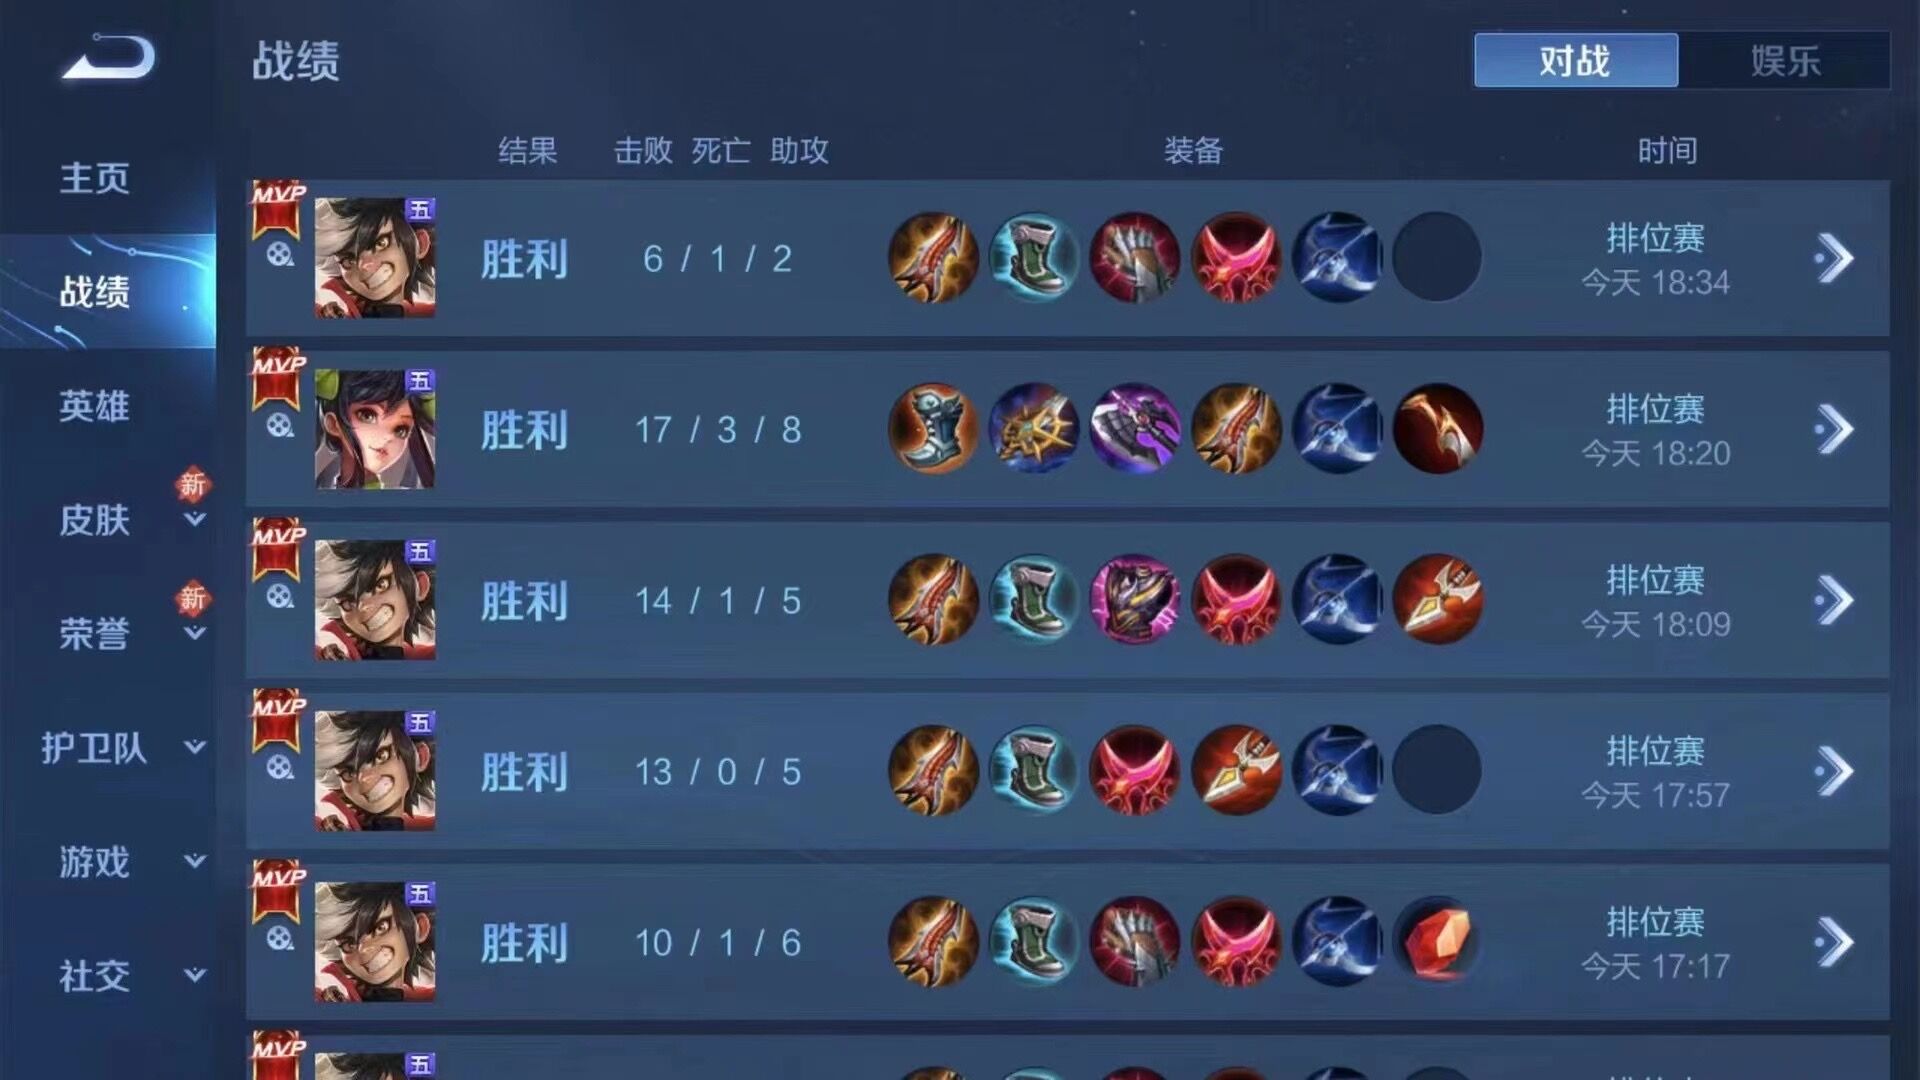 战绩
对战 娱乐
结果 击败 死亡 助攻 装备 时间
主页
战绩
英雄
皮肤 新
荣誉 新
护卫队
游戏
社交
MVP 五 胜利 6 / 1 / 2 排位赛
今天 18:34
MVP 五 胜利 17 / 3 / 8 排位赛
今天 18:20
MVP 五 胜利 14 / 1 / 5 排位赛
今天 18:09
MVP 五 胜利 13 / 0 / 5 排位赛
今天 17:57
MVP 五 胜利 10 / 1 / 6 排位赛
今天 17:17
MVP 五